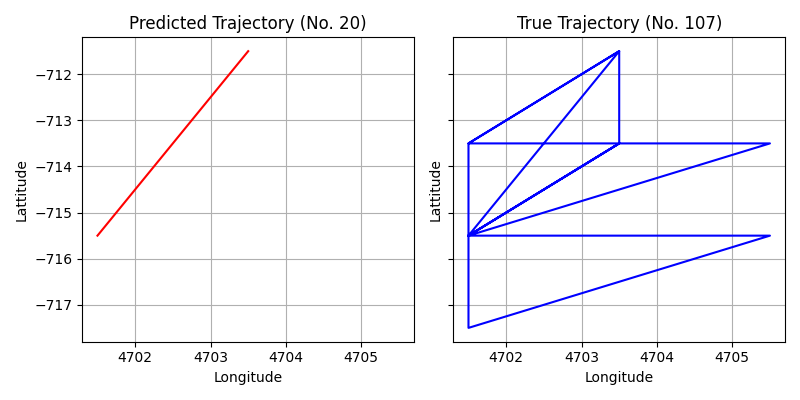 Predicted Trajectory (No. 20)
True Trajectory (No. 107)
−712
−713
−714
−715
−716
−717
Lattitude
Lattitude
4702 4703 4704 4705
4702 4703 4704 4705
Longitude
Longitude